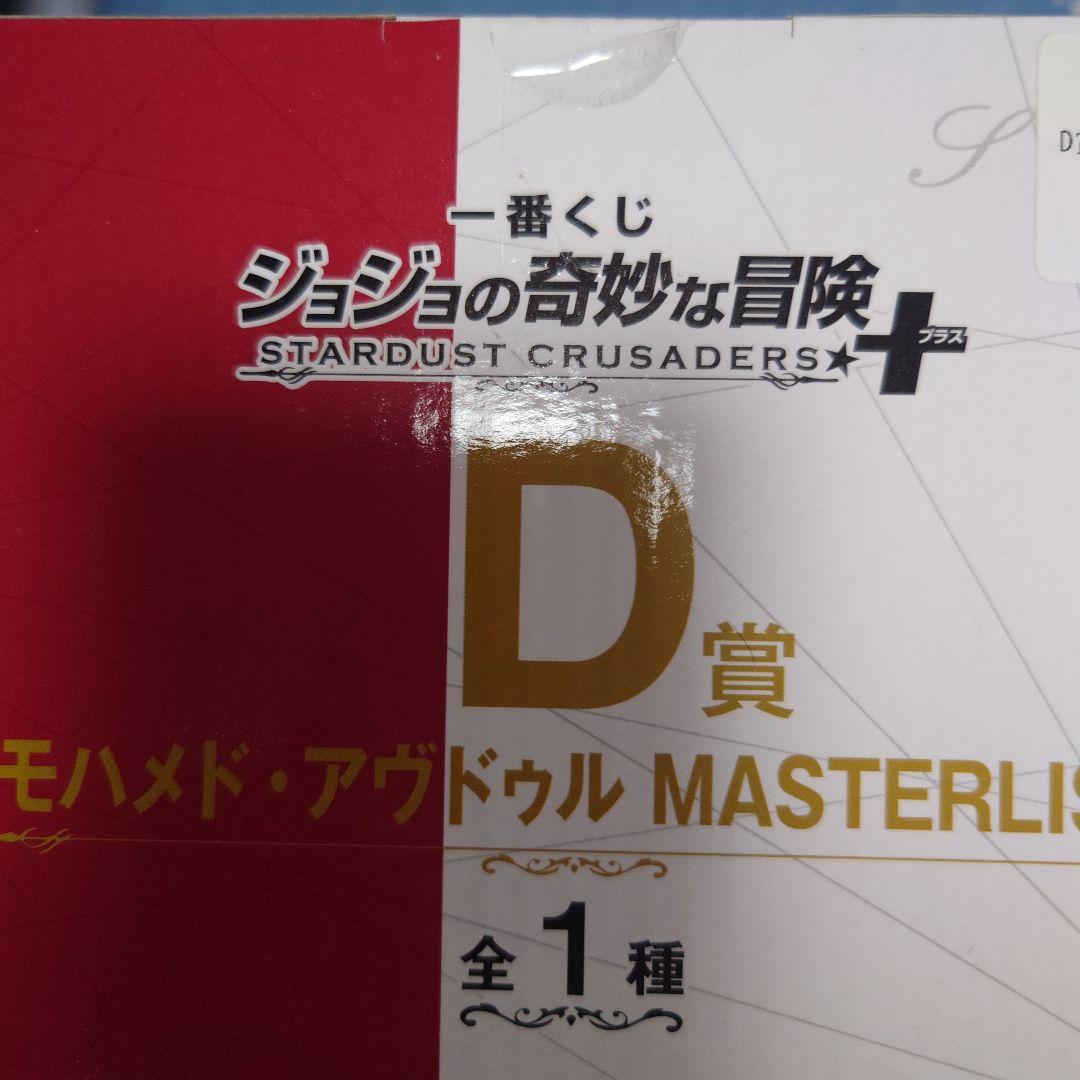 一番くじ
ジョジョの奇妙な冒険
STARDUST CRUSADERS★
プラス
D賞
モハメド・アヴドゥル MASTERLIS
全1種